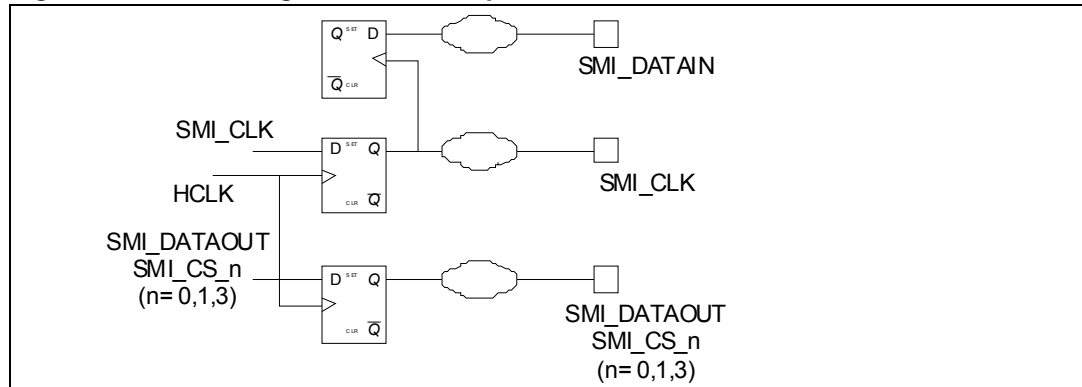 Q SET D
Q CLR
SMI_DATAIN
SMI_CLK
D SET Q
SMI_CLK
HCLK
CLR Q
SMI_DATAOUT
SMI_CS_n
(n= 0,1,3)
D SET Q
CLR Q
SMI_DATAOUT
SMI_CS_n
(n= 0,1,3)